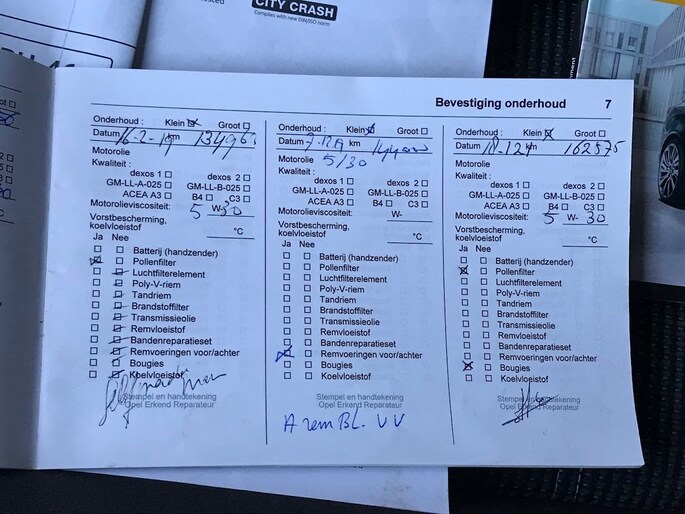 CITY CRASH
Complies with new DIN/ISO norm
Bevestiging onderhoud 7
Onderhoud : Klein Groot
Datum 16-2-19 km
Motorolie
Kwaliteit :
dexos 1 dexos 2
GM-LL-A-025 GM-LL-B-025
ACEA A3 B4 C3
Motorolieviscositeit: 5 W-30
Vorstbescherming,
koelvloeistof °C
Ja Nee
Batterij (handzender)
Pollenfilter
Luchtfilterelement
Poly-V-riem
Tandriem
Brandstoffilter
Transmissieolie
Remvloeistof
Bandenreparatieset
Remvoeringen voor/achter
Bougies
Koelvloeistof
Stempel en handtekening
Opel Erkend Reparateur
Onderhoud : Klein Groot
Datum km
Motorolie 5/30
Kwaliteit :
dexos 1 dexos 2
GM-LL-A-025 GM-LL-B-025
ACEA A3 B4 C3
Motorolieviscositeit: W-
Vorstbescherming,
koelvloeistof °C
Ja Nee
Batterij (handzender)
Pollenfilter
Luchtfilterelement
Poly-V-riem
Tandriem
Brandstoffilter
Transmissieolie
Remvloeistof
Bandenreparatieset
Remvoeringen voor/achter
Bougies
Koelvloeistof
Stempel en handtekening
Opel Erkend Reparateur
A rem BL. VV
Onderhoud : Klein Groot
Datum km 162575
Motorolie
Kwaliteit :
dexos 1 dexos 2
GM-LL-A-025 GM-LL-B-025
ACEA A3 B4 C3
Motorolieviscositeit: 5 W- 30
Vorstbescherming,
koelvloeistof °C
Ja Nee
Batterij (handzender)
Pollenfilter
Luchtfilterelement
Poly-V-riem
Tandriem
Brandstoffilter
Transmissieolie
Remvloeistof
Bandenreparatieset
Remvoeringen voor/achter
Bougies
Koelvloeistof
Stempel en handtekening
Opel Erkend Reparateur